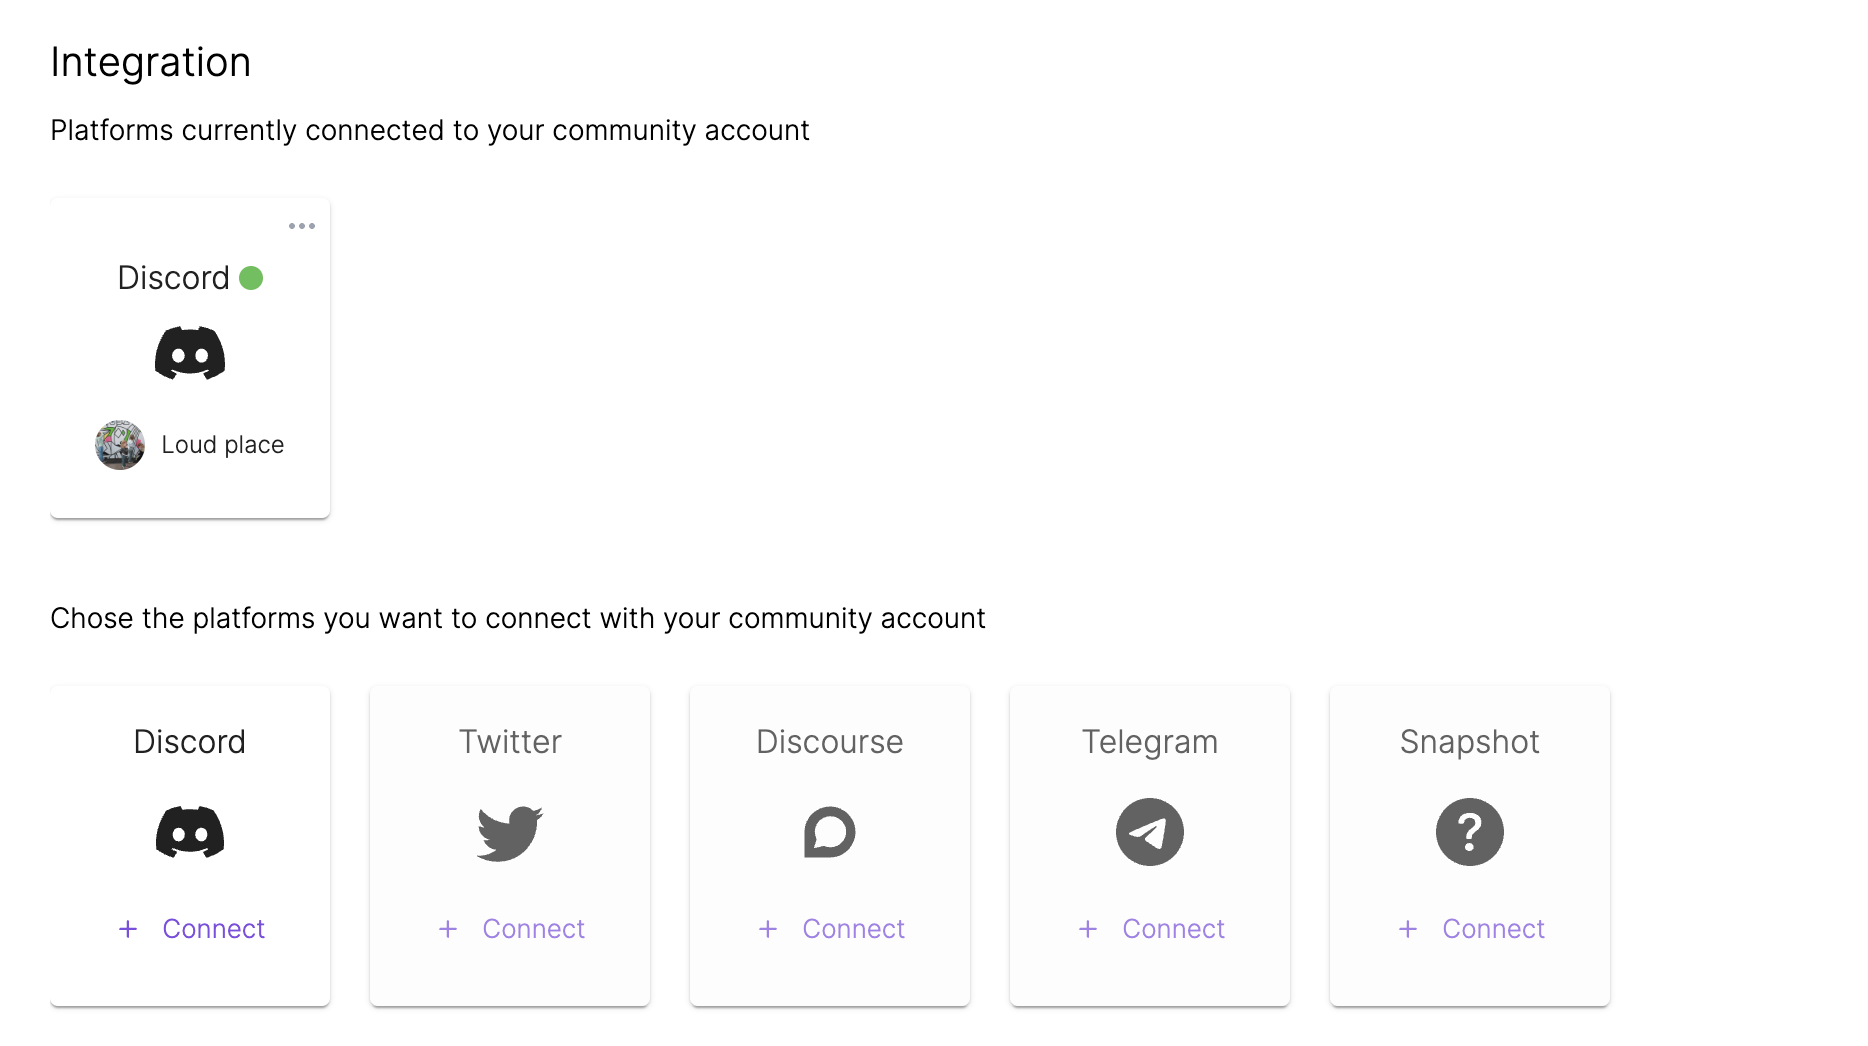 Integration
Platforms currently connected to your community account
Discord
Loud place
Chose the platforms you want to connect with your community account
Discord
Twitter
Discourse
Telegram
Snapshot
?
+ Connect
+ Connect
+ Connect
+ Connect
+ Connect